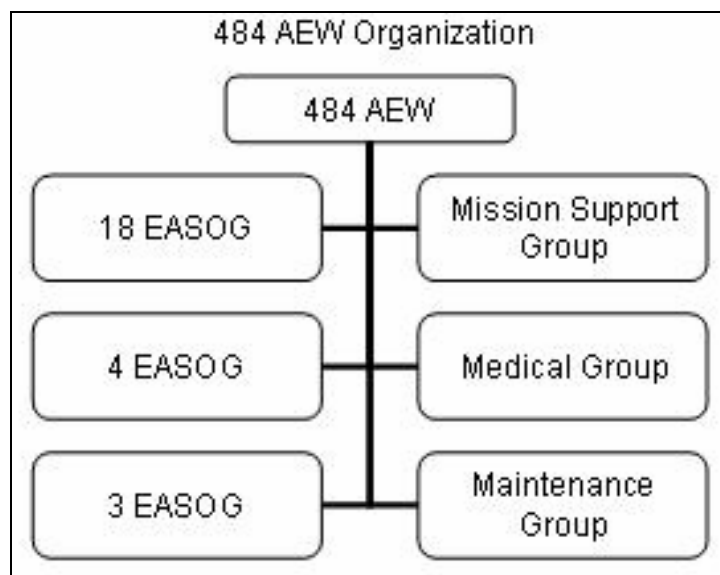 484 AEW Organization
484 AEW
18 EASOG
Mission Support
Group
4 EASOG
Medical Group
3 EASOG
Maintenance
Group